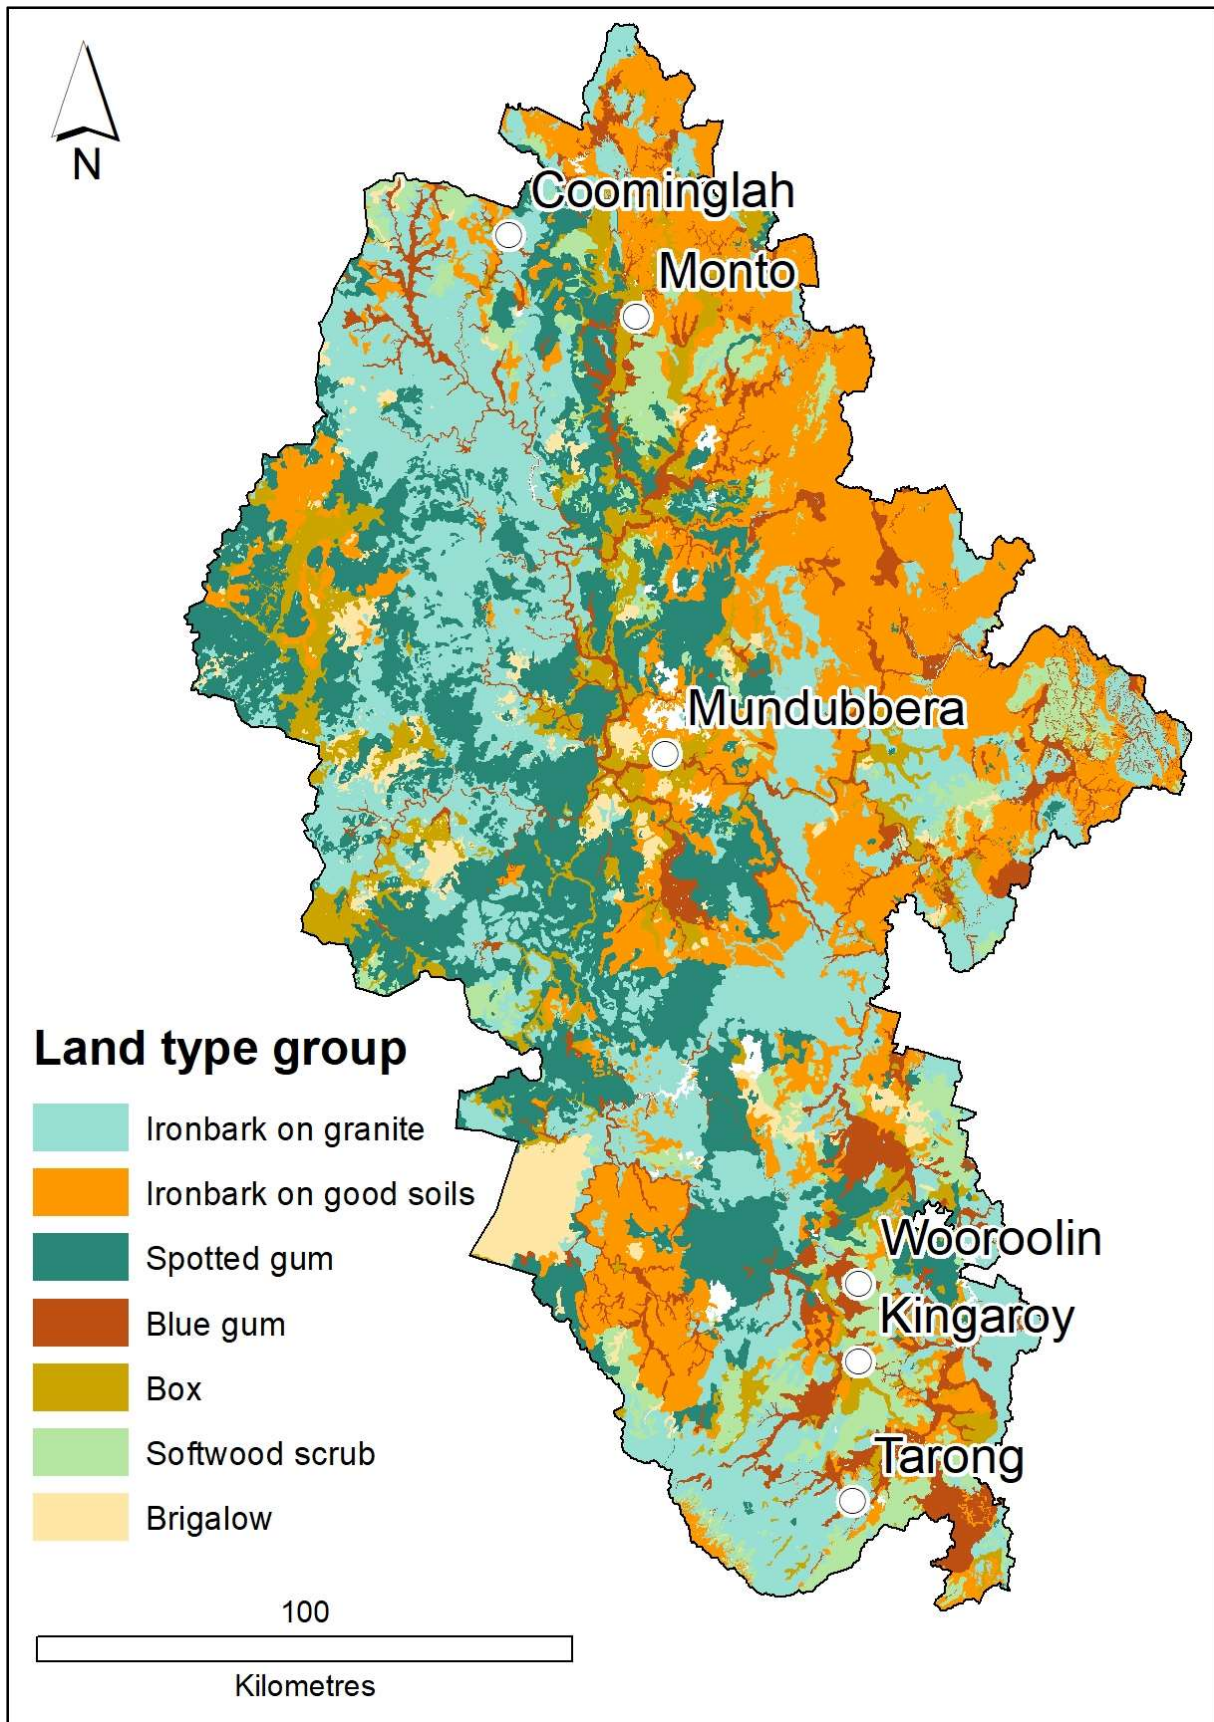 N
Coominglah
Monto
Mundubbera
Wooroolin
Kingaroy
Tarong
Land type group
Ironbark on granite
Ironbark on good soils
Spotted gum
Blue gum
Box
Softwood scrub
Brigalow
100
Kilometres